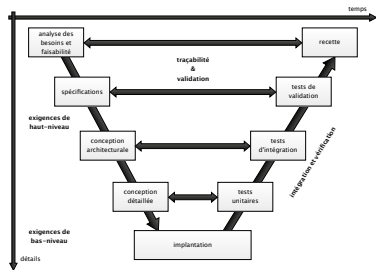 temps
analyse des
besoins et
faisabilité
recette
traçabilité
&
validation
spécifications
tests de
validation
exigences de
haut-niveau
conception
architecturale
tests
d'intégration
intégration et vérification
conception
détaillée
tests
unitaires
exigences de
bas-niveau
implantation
détails